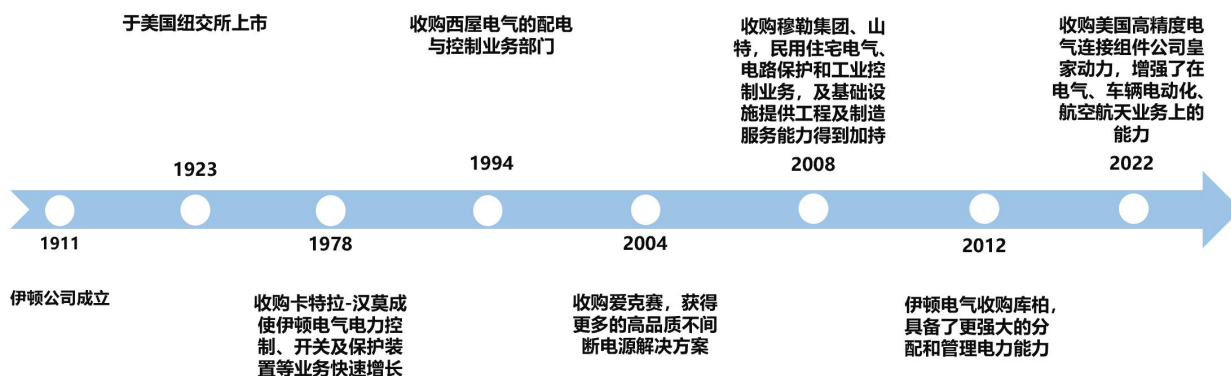 于美国纽交所上市
收购西屋电气的配电
与控制业务部门
收购穆勒集团、山
特，民用住宅电气、
电路保护和工业控
制业务，及基础设
施提供工程及制造
服务能力得到加持
收购美国高精度电
气连接组件公司皇
家动力，增强了在
电气、车辆电动化、
航空航天业务上的
能力
1923
1994
2008
2022
1911
1978
2004
2012
伊顿公司成立
收购卡特拉-汉莫成
使伊顿电气电力控
制、开关及保护装
置等业务快速增长
收购爱克赛，获得
更多的高品质不间
断电源解决方案
伊顿电气收购库柏，
具备了更强大的分
配和管理电力能力